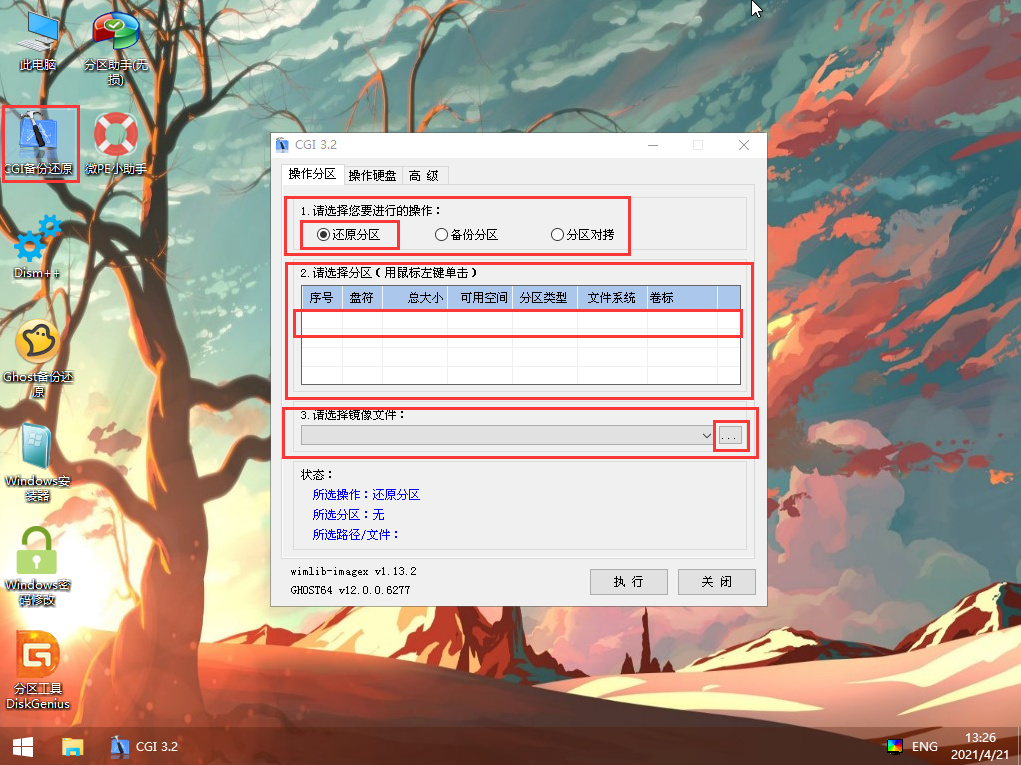 此电脑
分区助手(无
损)
CGI备份还原
微PE小助手
Dism++
Ghost备份还
原
Windows安
装器
Windows密
码修改
分区工具
DiskGenius
CGI 3.2
操作分区 操作硬盘 高 级
1.请选择您要进行的操作：
还原分区 备份分区 分区对拷
2.请选择分区（用鼠标左键单击）
序号 盘符 总大小 可用空间 分区类型 文件系统 卷标
3.请选择镜像文件：
...
状态：
所选操作：还原分区
所选分区：无
所选路径/文件：
wimlib-imagex v1.13.2
GHOST64 v12.0.0.6277
执 行 关 闭
CGI 3.2
ENG
13:26
2021/4/21